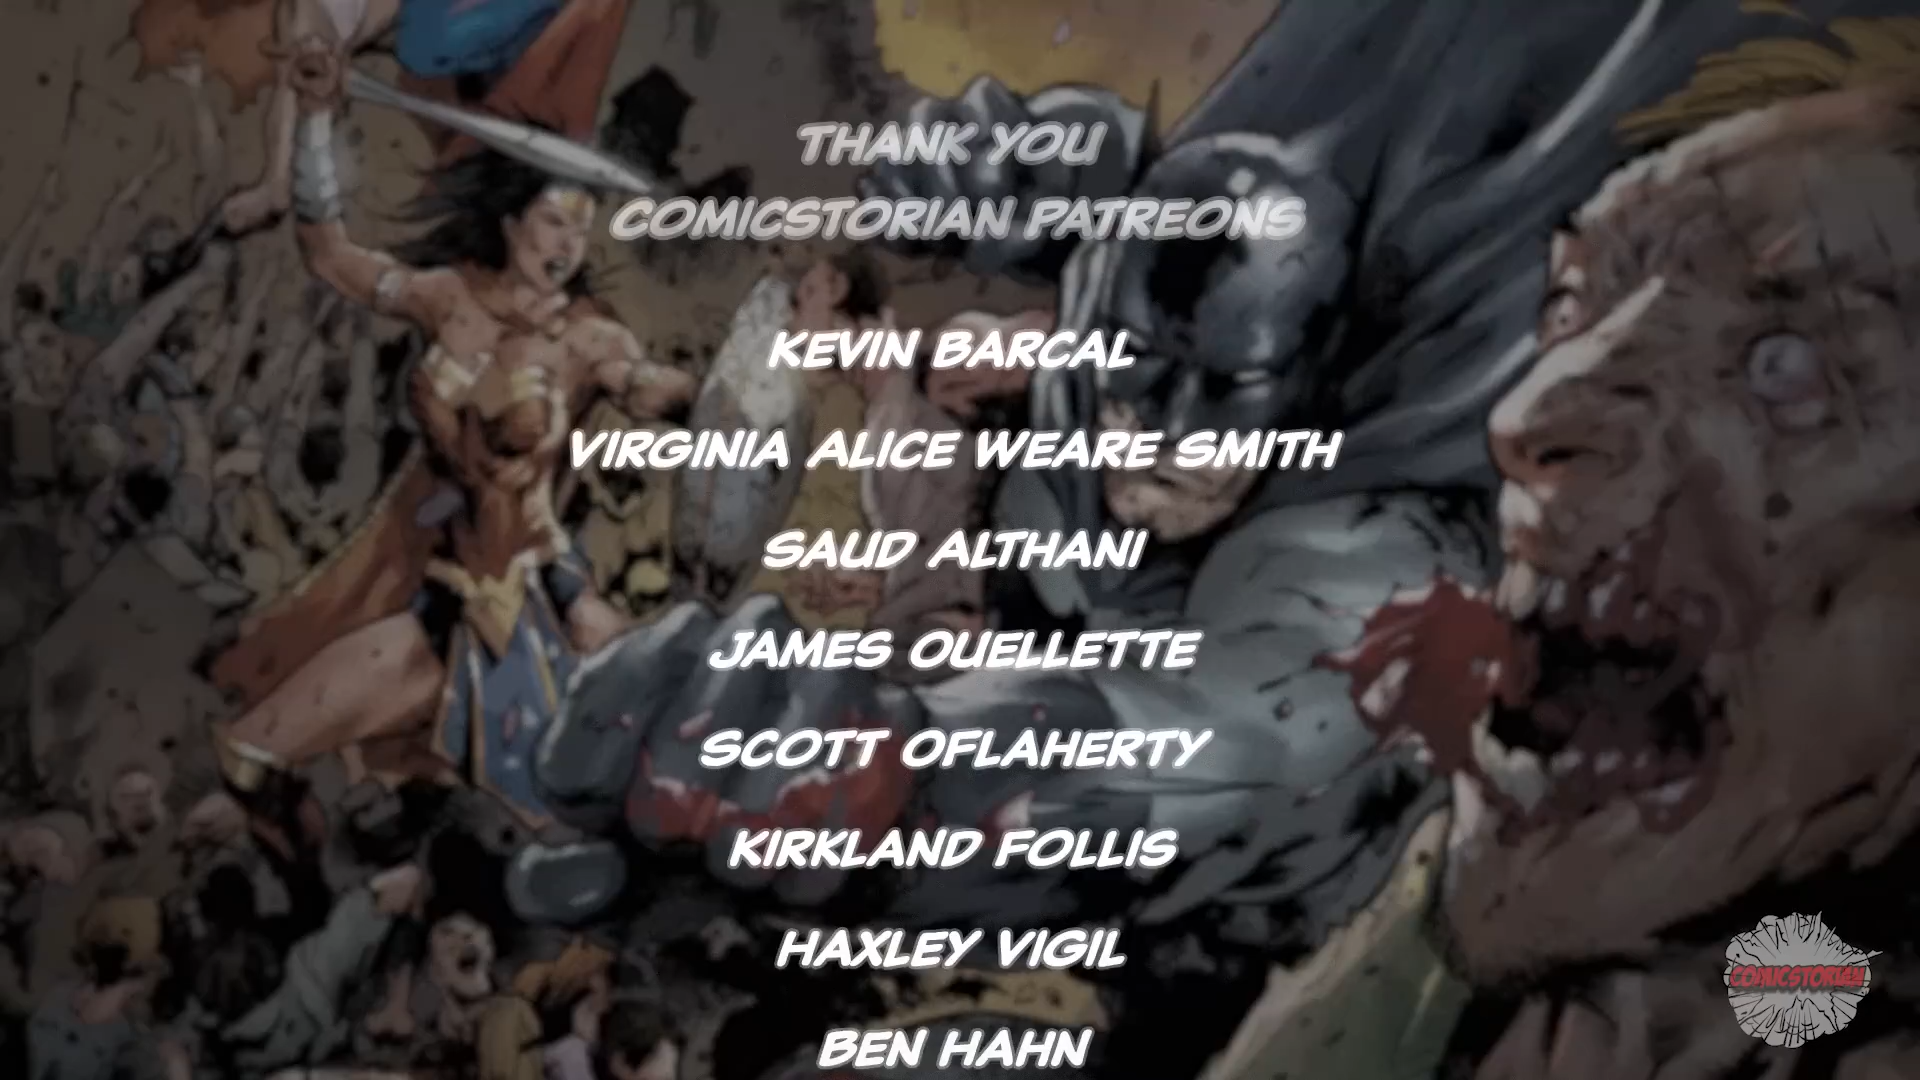 THANK YOU
COMICSTORIAN PATREONS
KEVIN BARCAL
VIRGINIA ALICE WEARE SMITH
SAUD ALTHANI
JAMES OUELLETTE
SCOTT OFLAHERTY
KIRKLAND FOLLIS
HAXLEY VIGIL
COMICSTORIAN
BEN HAHN